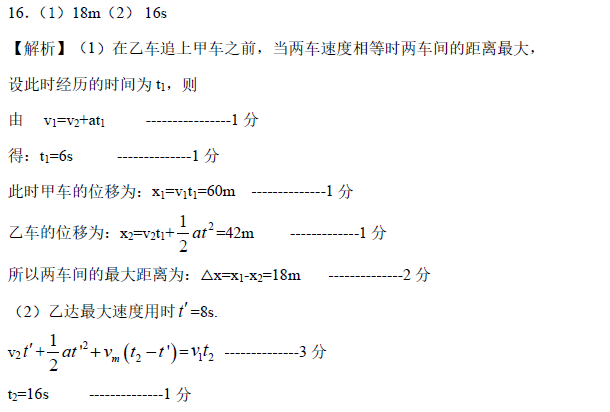 16.（1）18m（2） 16s
【解析】（1）在乙车追上甲车之前，当两车速度相等时两车间的距离最大，
设此时经历的时间为 t₁，则
由 v₁=v₂+at₁ ----------------1 分
得：t₁=6s --------------1 分
此时甲车的位移为：x₁=v₁t₁=60m --------------1 分
乙车的位移为：x₂=v₂t₁+\frac{1}{2}at²=42m -------------1 分
所以两车间的最大距离为：△x=x₁-x₂=18m --------------2 分
（2）乙达最大速度用时 t′=8s.
v₂t′+\frac{1}{2}at'²+vₘ(t₂−t')=v₁t₂ --------------3 分
t₂=16s --------------1 分